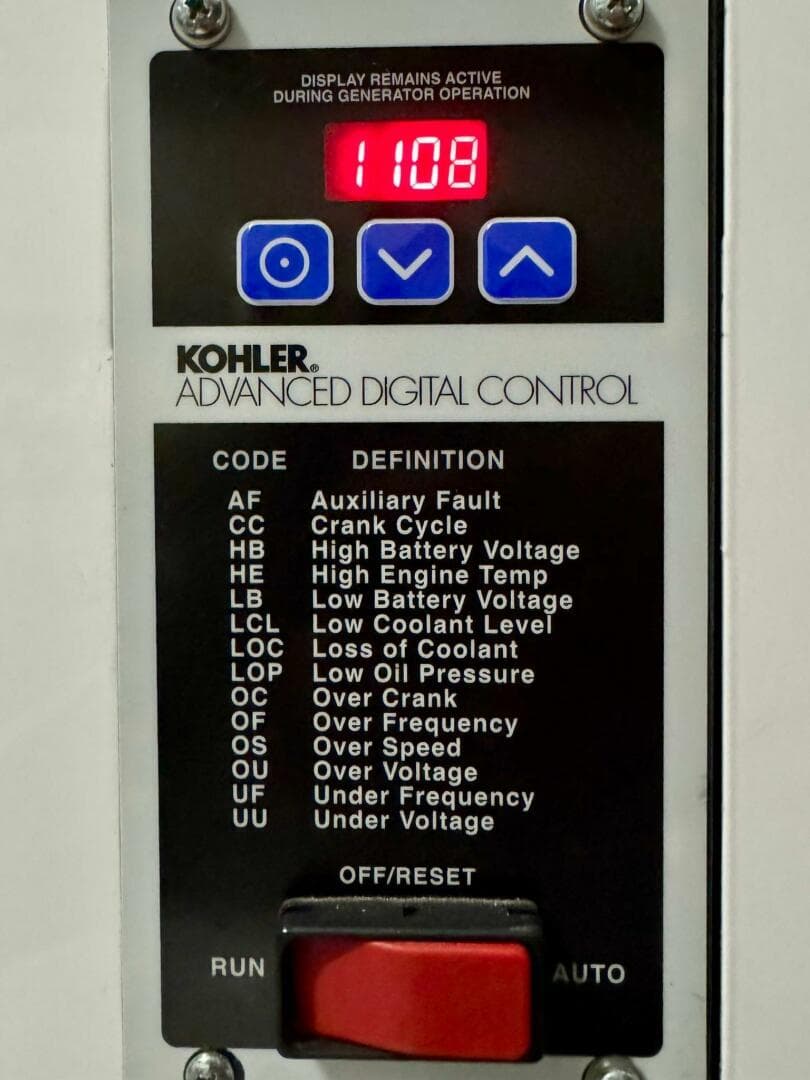 DISPLAY REMAINS ACTIVE
DURING GENERATOR OPERATION
1108
KOHLER®
ADVANCED DIGITAL CONTROL
CODE DEFINITION
AF Auxiliary Fault
CC Crank Cycle
HB High Battery Voltage
HE High Engine Temp
LB Low Battery Voltage
LCL Low Coolant Level
LOC Loss of Coolant
LOP Low Oil Pressure
OC Over Crank
OF Over Frequency
OS Over Speed
OU Over Voltage
UF Under Frequency
UU Under Voltage
OFF/RESET
RUN AUTO